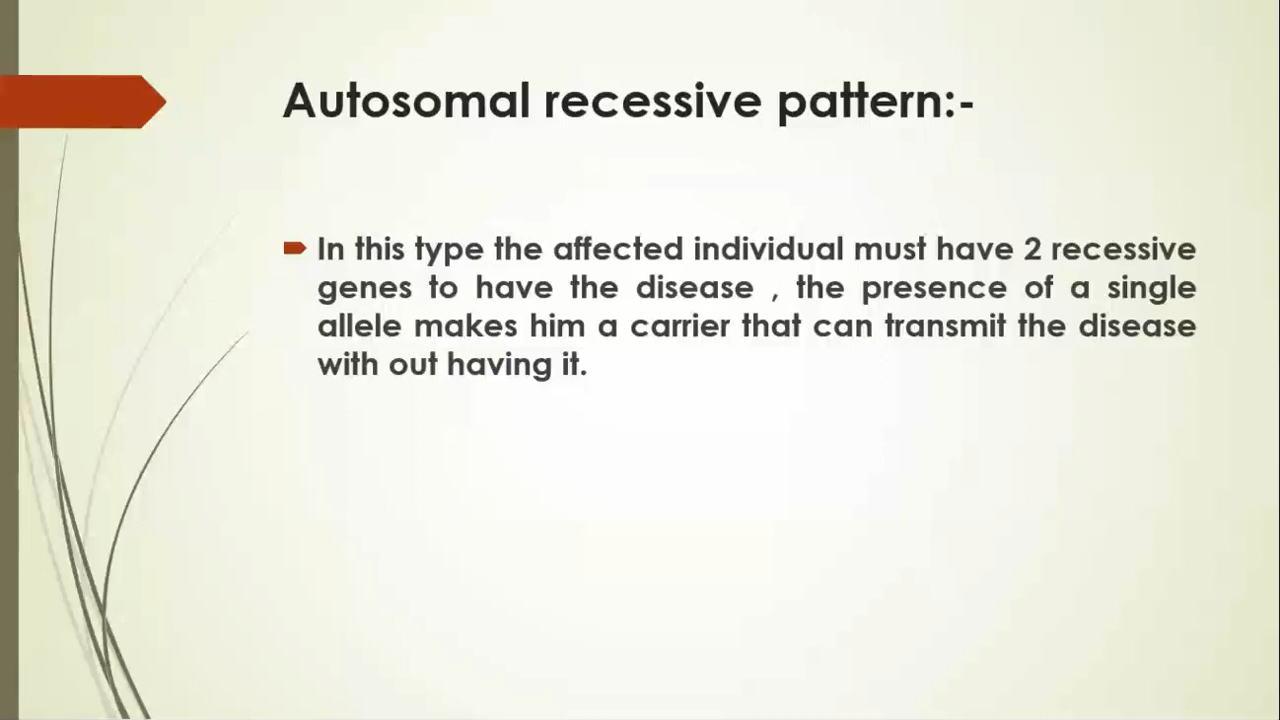 Autosomal recessive pattern:-
In this type the affected individual must have 2 recessive
genes to have the disease , the presence of a single
allele makes him a carrier that can transmit the disease
with out having it.